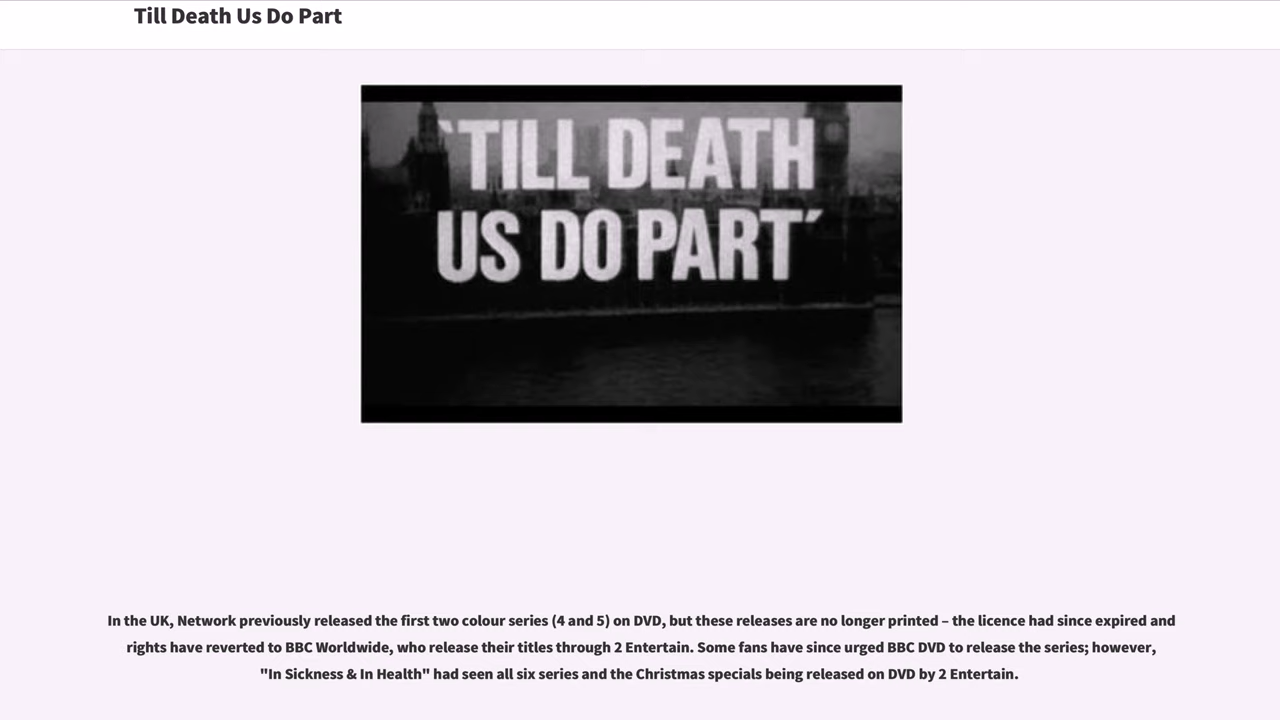 Till Death Us Do Part
‵TILL DEATH
US DO PART′
In the UK, Network previously released the first two colour series (4 and 5) on DVD, but these releases are no longer printed – the licence had since expired and
rights have reverted to BBC Worldwide, who release their titles through 2 Entertain. Some fans have since urged BBC DVD to release the series; however,
"In Sickness & In Health" had seen all six series and the Christmas specials being released on DVD by 2 Entertain.